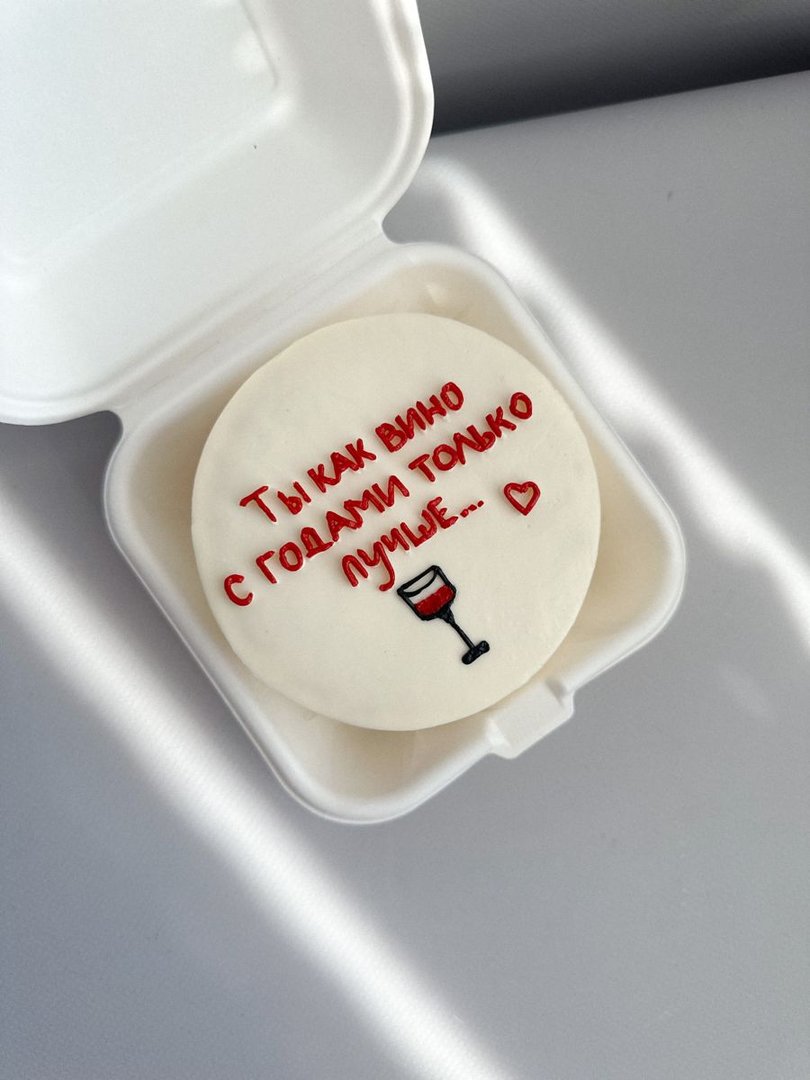 Ты как вино
с годами только
лучше...